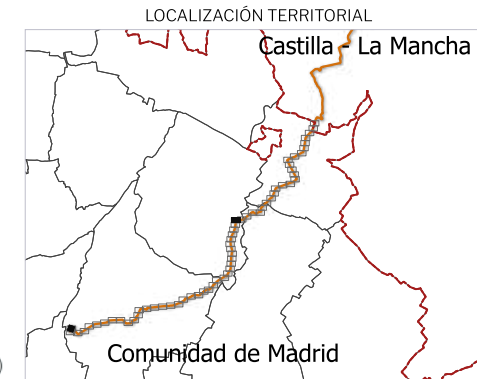 LOCALIZACIÓN TERRITORIAL
Castilla - La Mancha
Comunidad de Madrid